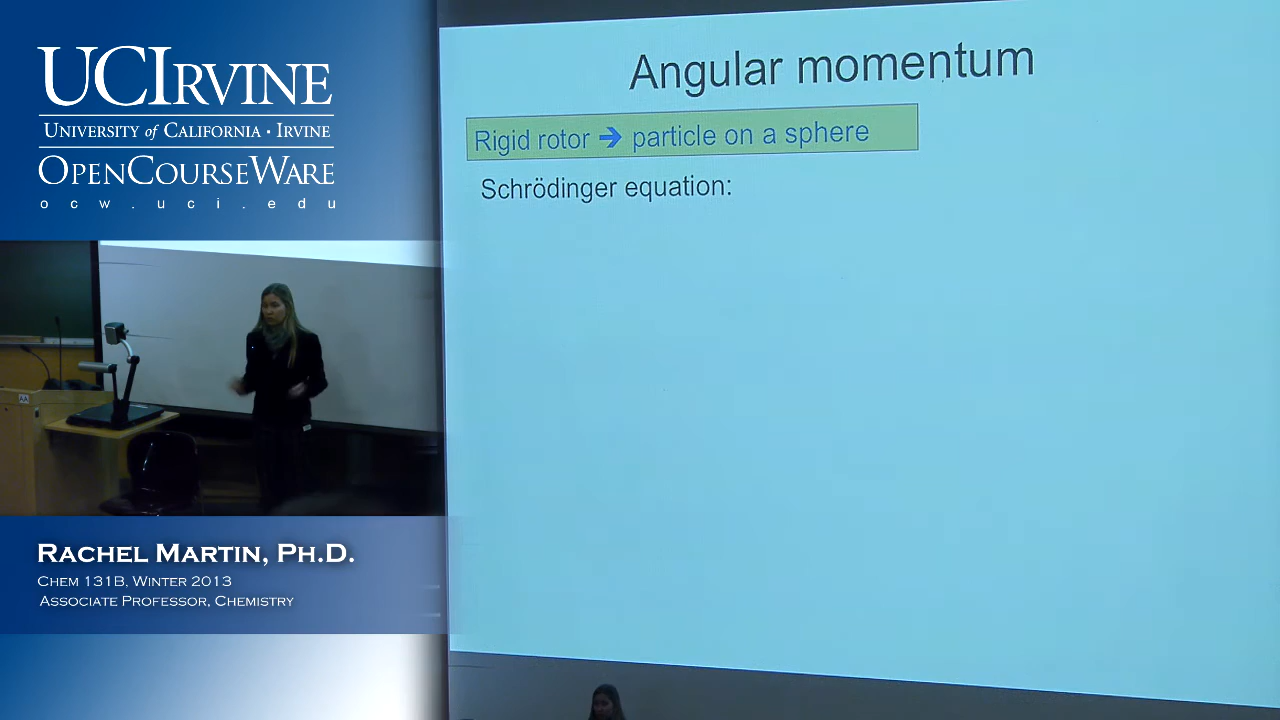 UCIRVINE
UNIVERSITY of CALIFORNIA · IRVINE
OPENCOURSEWARE
ocw.uci.edu
RACHEL MARTIN, PH.D.
CHEM 131B, WINTER 2013
ASSOCIATE PROFESSOR, CHEMISTRY
Angular momentum
Rigid rotor ➔ particle on a sphere
Schrödinger equation: